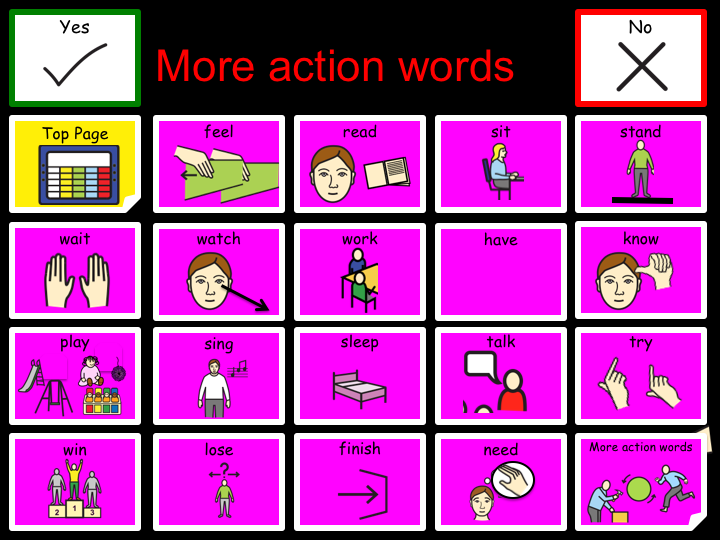 Yes
More action words
No
Top Page
feel
read
sit
stand
wait
watch
work
have
know
play
sing
sleep
talk
try
win
2
1
3
lose
?
finish
need
More action words